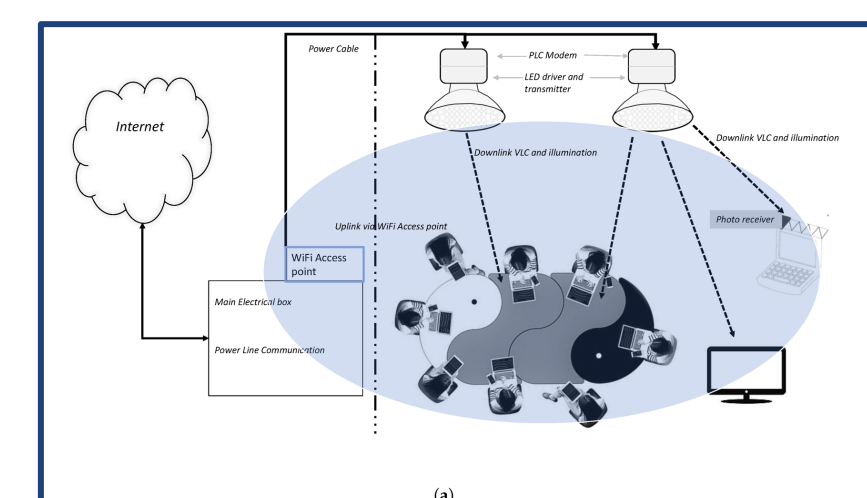 Power Cable
PLC Modem
LED driver and
transmitter
Internet
Downlink VLC and illumination
Downlink VLC and illumination
Photo receiver
Uplink via WiFi Access point
WiFi Access
point
Main Electrical box
Power Line Communication
(a)